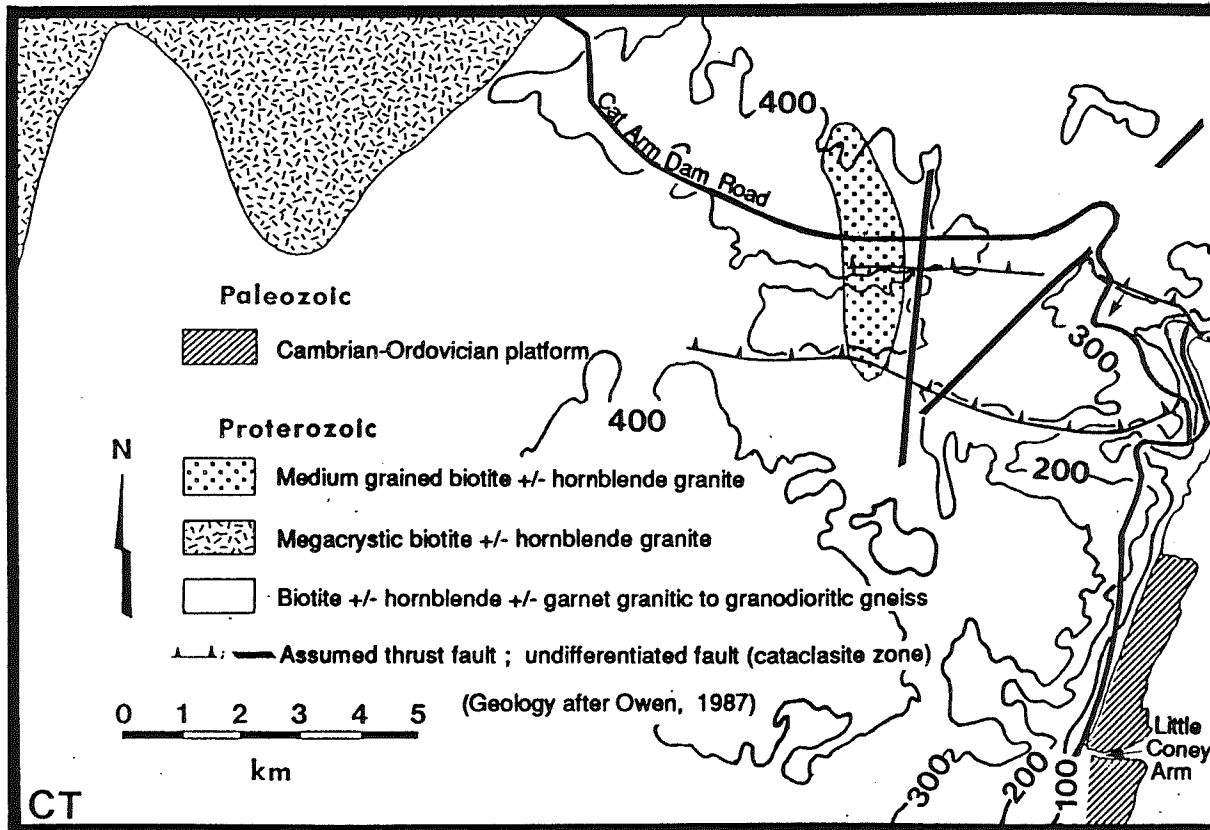 400
Cat Arm Dam Road
Paleozoic
Cambrian-Ordovician platform
300
400
N
Proterozoic
200
Medium grained biotite +/- hornblende granite
Megacrystic biotite +/- hornblende granite
Biotite +/- hornblende +/- garnet granitic to granodioritic gneiss
Assumed thrust fault ; undifferentiated fault (cataclasite zone)
(Geology after Owen, 1987)
0 1 2 3 4 5
km
Little
Coney
Arm
300
200
100
CT